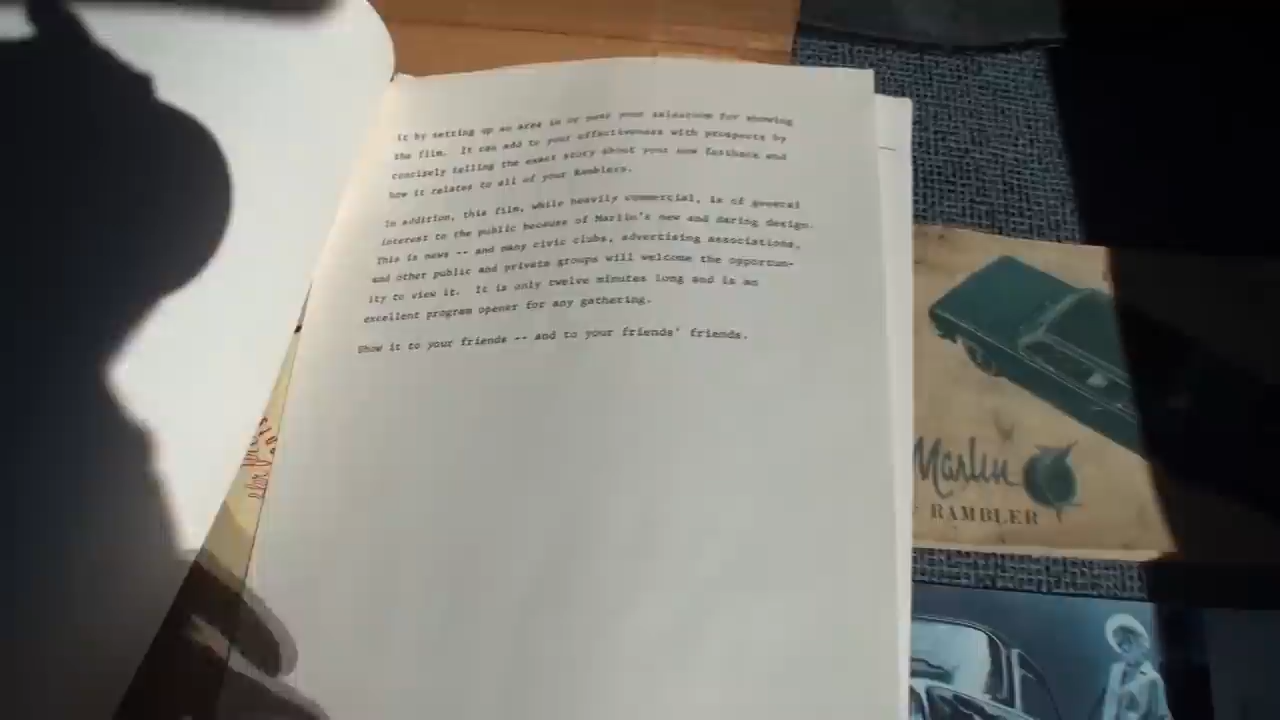 it by setting up an area in or near your salesroom for showing
the film. It can add to your effectiveness with prospects by
concisely telling the exact story about your new fastback and
how it relates to all of your Ramblers.
In addition, this film, while heavily commercial, is of general
interest to the public because of Marlin's new and daring design.
This is news -- and many civic clubs, advertising associations,
and other public and private groups will welcome the opportun-
ity to view it. It is only twelve minutes long and is an
excellent program opener for any gathering.
Show it to your friends -- and to your friends' friends.
Marlin
RAMBLER